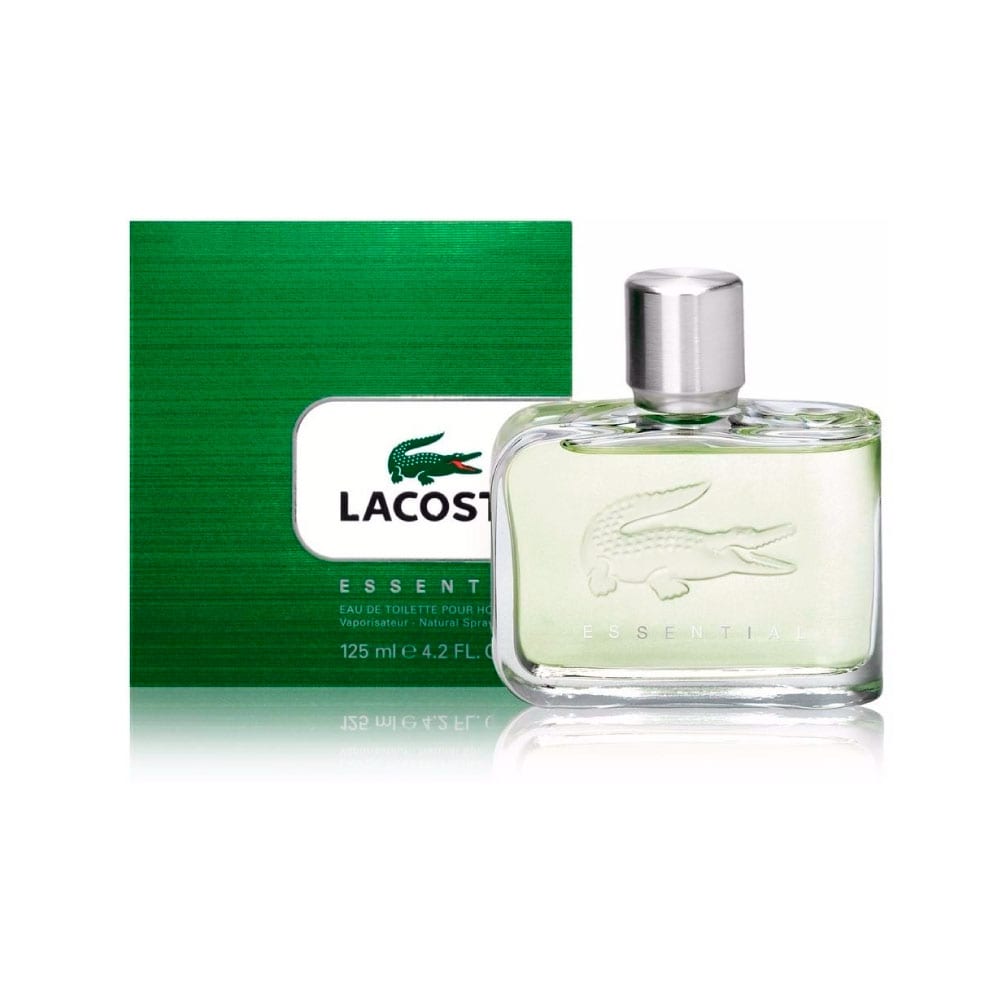 LACOST
ESSENT
EAU DE TOILETTE POUR HO
Vaporisateur - Natural Spray
125 ml e 4.2 FL.
ESSENTIAL